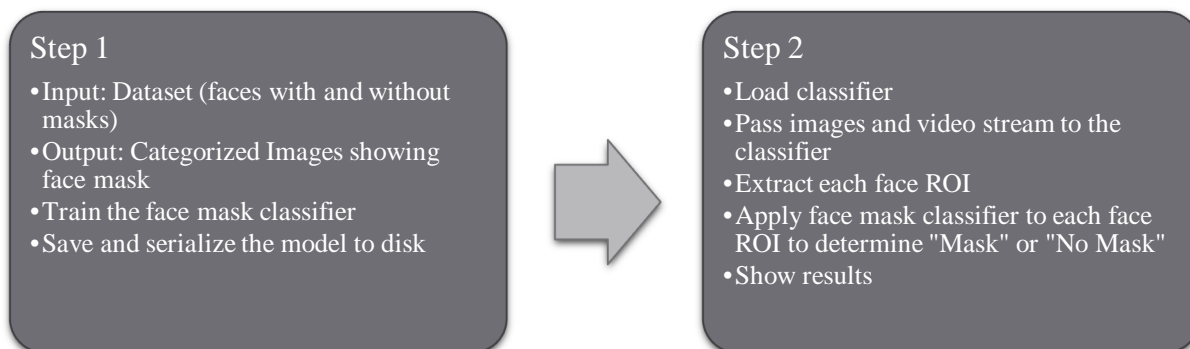 Step 1
•Input: Dataset (faces with and without
masks)
•Output: Categorized Images showing
face mask
•Train the face mask classifier
•Save and serialize the model to disk
Step 2
•Load classifier
•Pass images and video stream to the
classifier
•Extract each face ROI
•Apply face mask classifier to each face
ROI to determine "Mask" or "No Mask"
•Show results